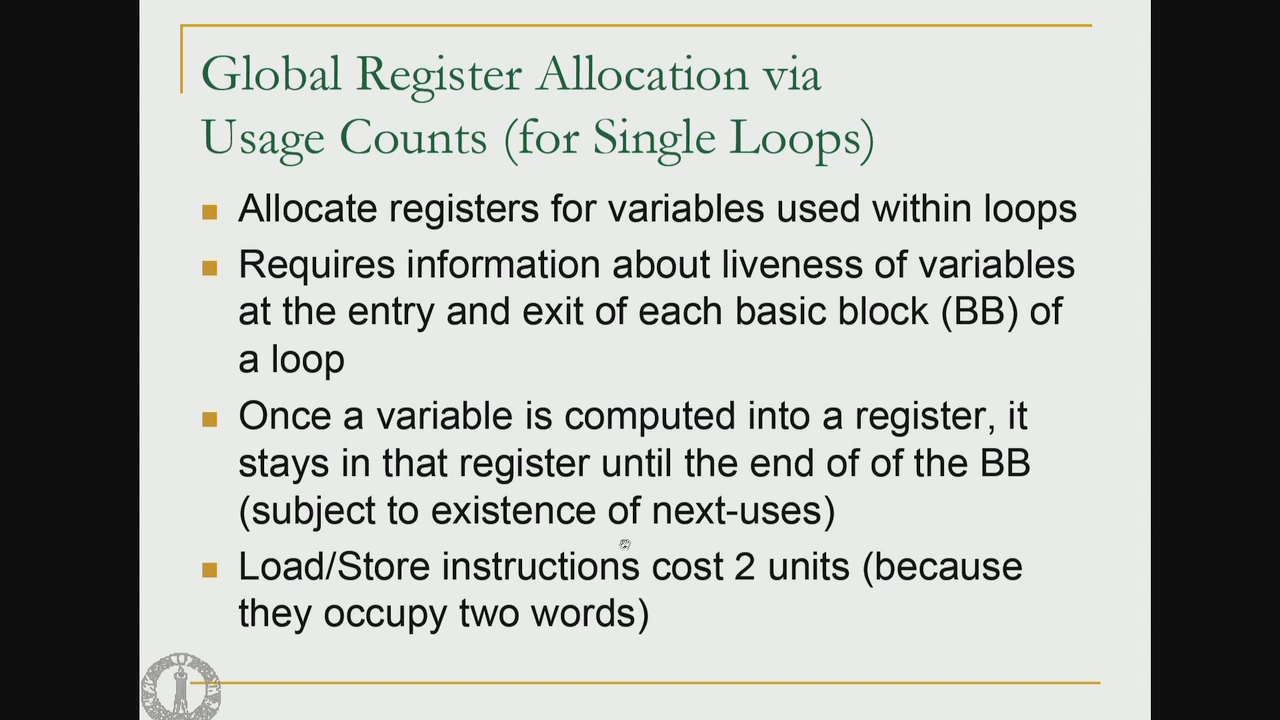 Global Register Allocation via
Usage Counts (for Single Loops)
Allocate registers for variables used within loops
Requires information about liveness of variables
at the entry and exit of each basic block (BB) of
a loop
Once a variable is computed into a register, it
stays in that register until the end of of the BB
(subject to existence of next-uses)
Load/Store instructions cost 2 units (because
they occupy two words)